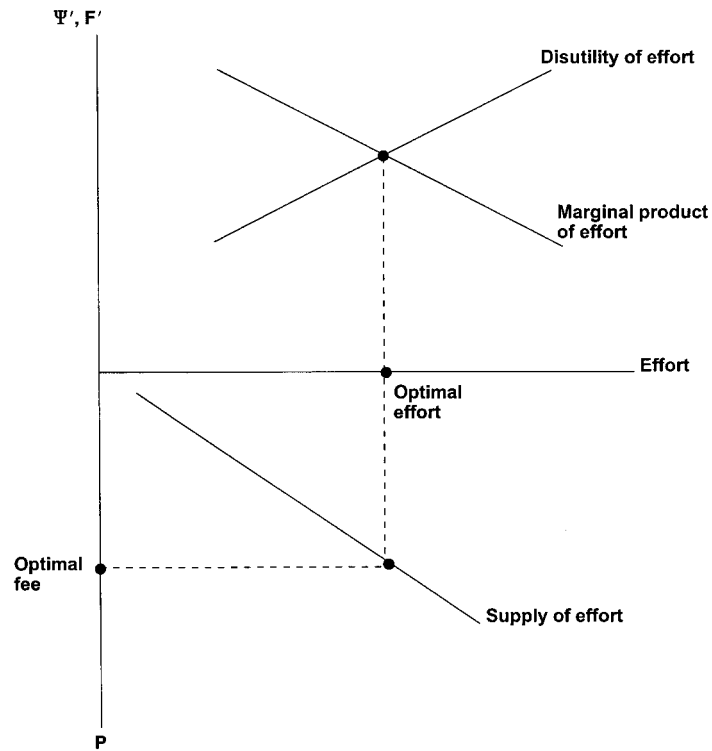 Ψ′, F′
Disutility of effort
Marginal product
of effort
Effort
Optimal
effort
Optimal
fee
Supply of effort
P